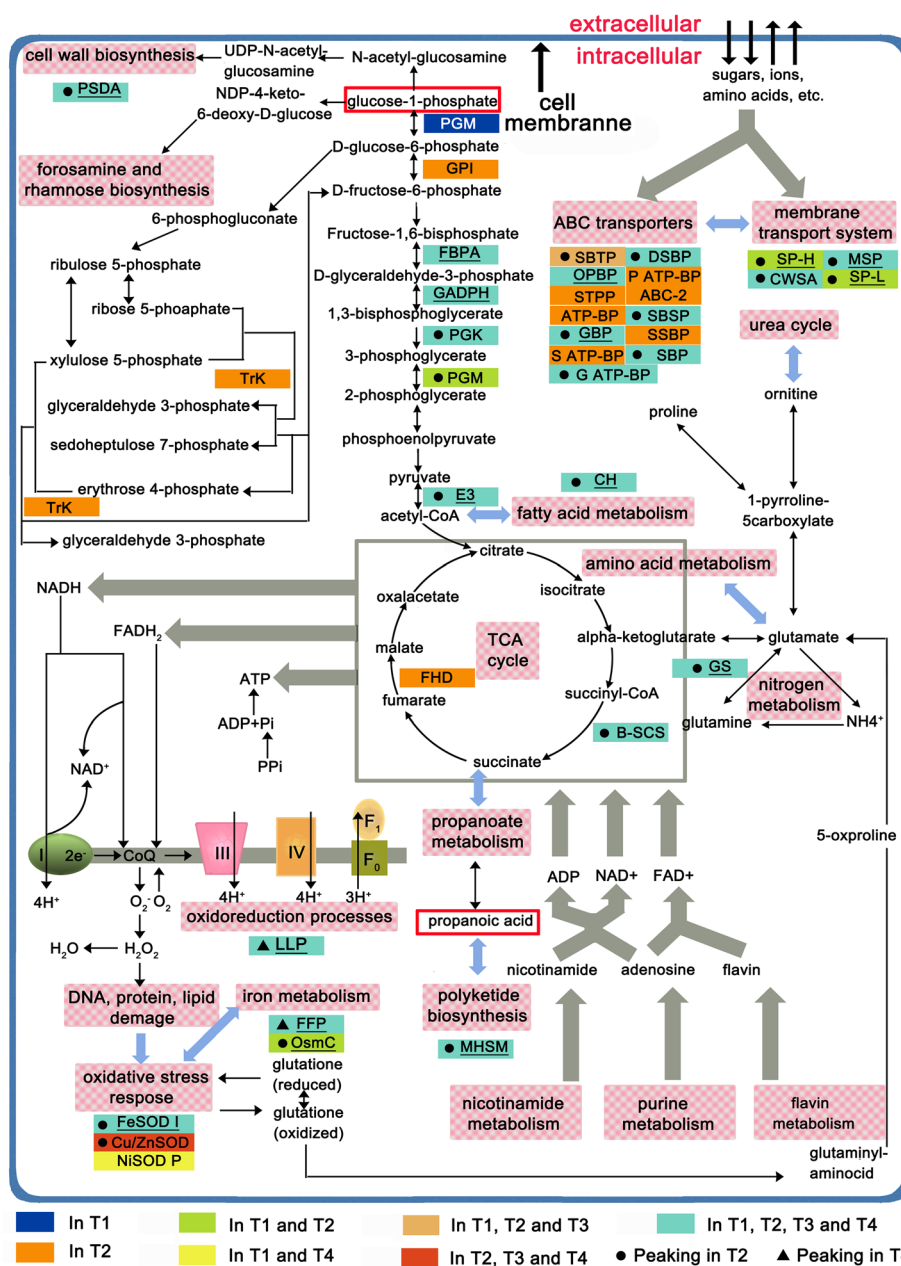 extracellular
intracellular
cell wall biosynthesis
UDP-N-acetyl-
glucosamine
N-acetyl-glucosamine
sugars, ions,
amino acids, etc.
● PSDA
NDP-4-keto-
6-deoxy-D-glucose
glucose-1-phosphate
cell
membranne
PGM
D-glucose-6-phosphate
forosamine and
rhamnose biosynthesis
GPI
D-fructose-6-phosphate
6-phosphogluconate
Fructose-1,6-bisphosphate
FBPA
ribulose 5-phosphate
D-glyceraldehyde-3-phosphate
GADPH
ribose 5-phoaphate
1,3-bisphosphoglycerate
● PGK
xylulose 5-phosphate
3-phosphoglycerate
TrK
● PGM
glyceraldehyde 3-phosphate
2-phosphoglycerate
sedoheptulose 7-phosphate
phosphoenolpyruvate
erythrose 4-phosphate
pyruvate
TrK
● E3
acetyl-CoA
glyceraldehyde 3-phosphate
ABC transporters
membrane
transport system
● SBTP
● DSBP
OPBP
P ATP-BP
STPP
ABC-2
ATP-BP
● SBSP
● GBP
SSBP
S ATP-BP
● SBP
● G ATP-BP
● SP-H
● MSP
● CWSA
● SP-L
urea cycle
ornitine
proline
1-pyrroline-
5carboxylate
● CH
fatty acid metabolism
citrate
amino acid metabolism
isocitrate
oxalacetate
TCA
cycle
alpha-ketoglutarate
glutamate
malate
FHD
● GS
succinyl-CoA
nitrogen
metabolism
fumarate
glutamine
NH4⁺
● B-SCS
succinate
NADH
FADH₂
ATP
ADP+Pi
PPi
NAD⁺
propanoate
metabolism
F₁
I
2e⁻
CoQ
III
IV
F₀
4H⁺
O₂⁻
O₂
4H⁺
4H⁺
3H⁺
5-oxproline
ADP
NAD+
FAD+
oxidoreduction processes
propanoic acid
▲ LLP
H₂O
H₂O₂
nicotinamide
adenosine
flavin
DNA, protein, lipid
damage
iron metabolism
polyketide
biosynthesis
▲ FFP
● OsmC
● MHSM
glutatione
(reduced)
oxidative stress
respose
glutatione
(oxidized)
● FeSOD I
● Cu/ZnSOD
NiSOD P
nicotinamide
metabolism
purine
metabolism
flavin
metabolism
glutaminyl-
aminocid
In T1
In T1 and T2
In T1, T2 and T3
In T1, T2, T3 and T4
In T2
In T1 and T4
In T2, T3 and T4
● Peaking in T2
▲ Peaking in T